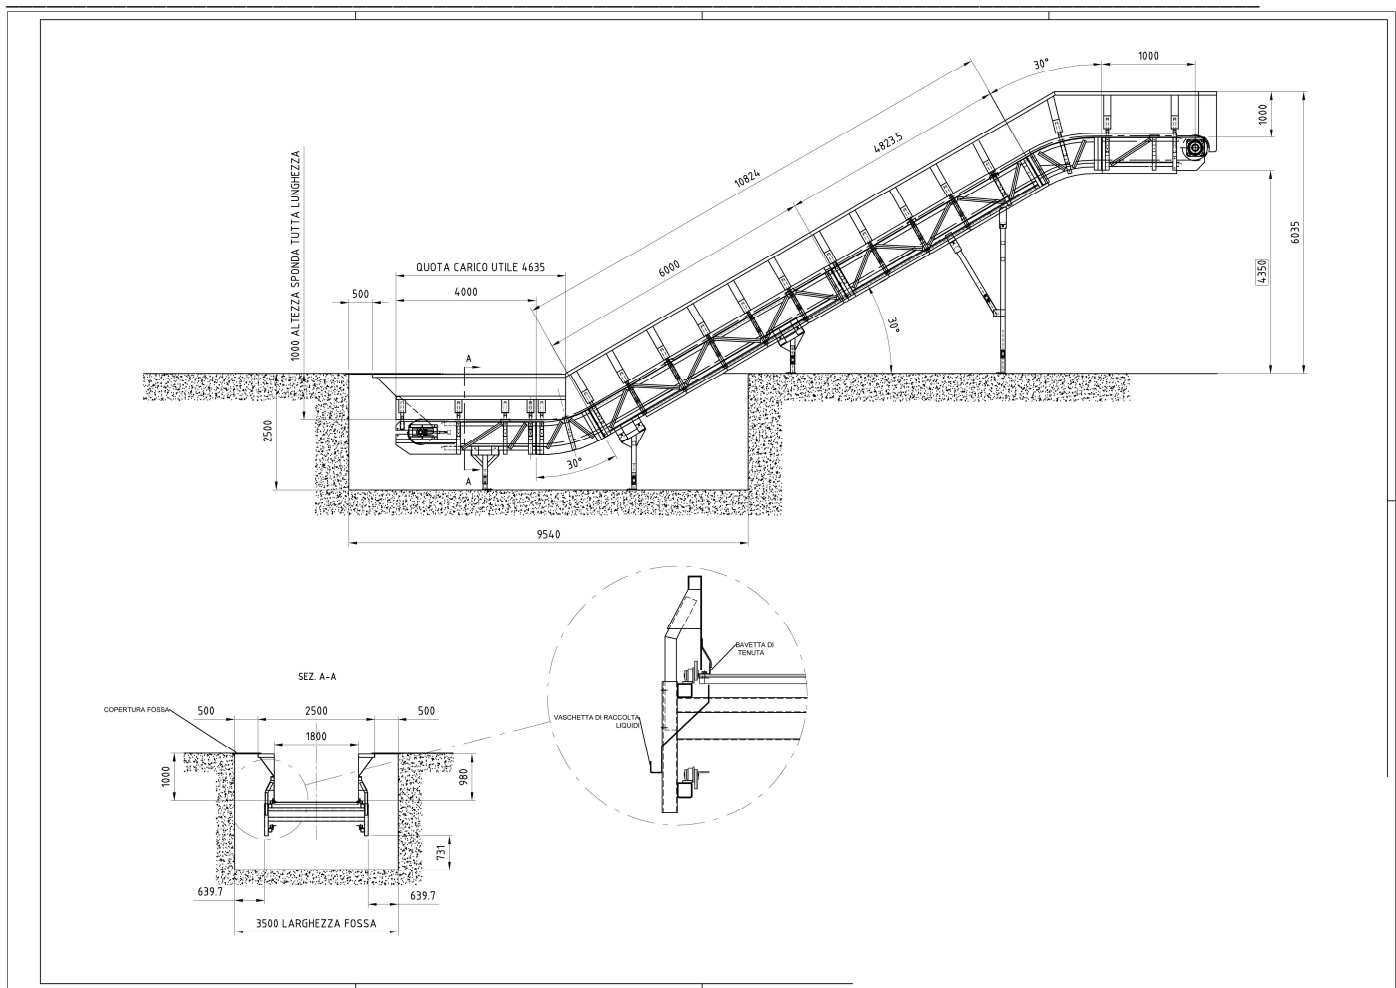 30°
1000
4823.5
10824
1000
6035
4350
1000 ALTEZZA SPONDA TUTTA LUNGHEZZA
QUOTA CARICO UTILE 4635
500
4000
6000
30°
A
2500
30°
A
9540
SEZ. A-A
BAVETTA DI
TENUTA
COPERTURA FOSSA
500
2500
500
VASCHETTA DI RACCOLTA
LIQUIDI
1800
1000
980
731
639.7
639.7
3500 LARGHEZZA FOSSA